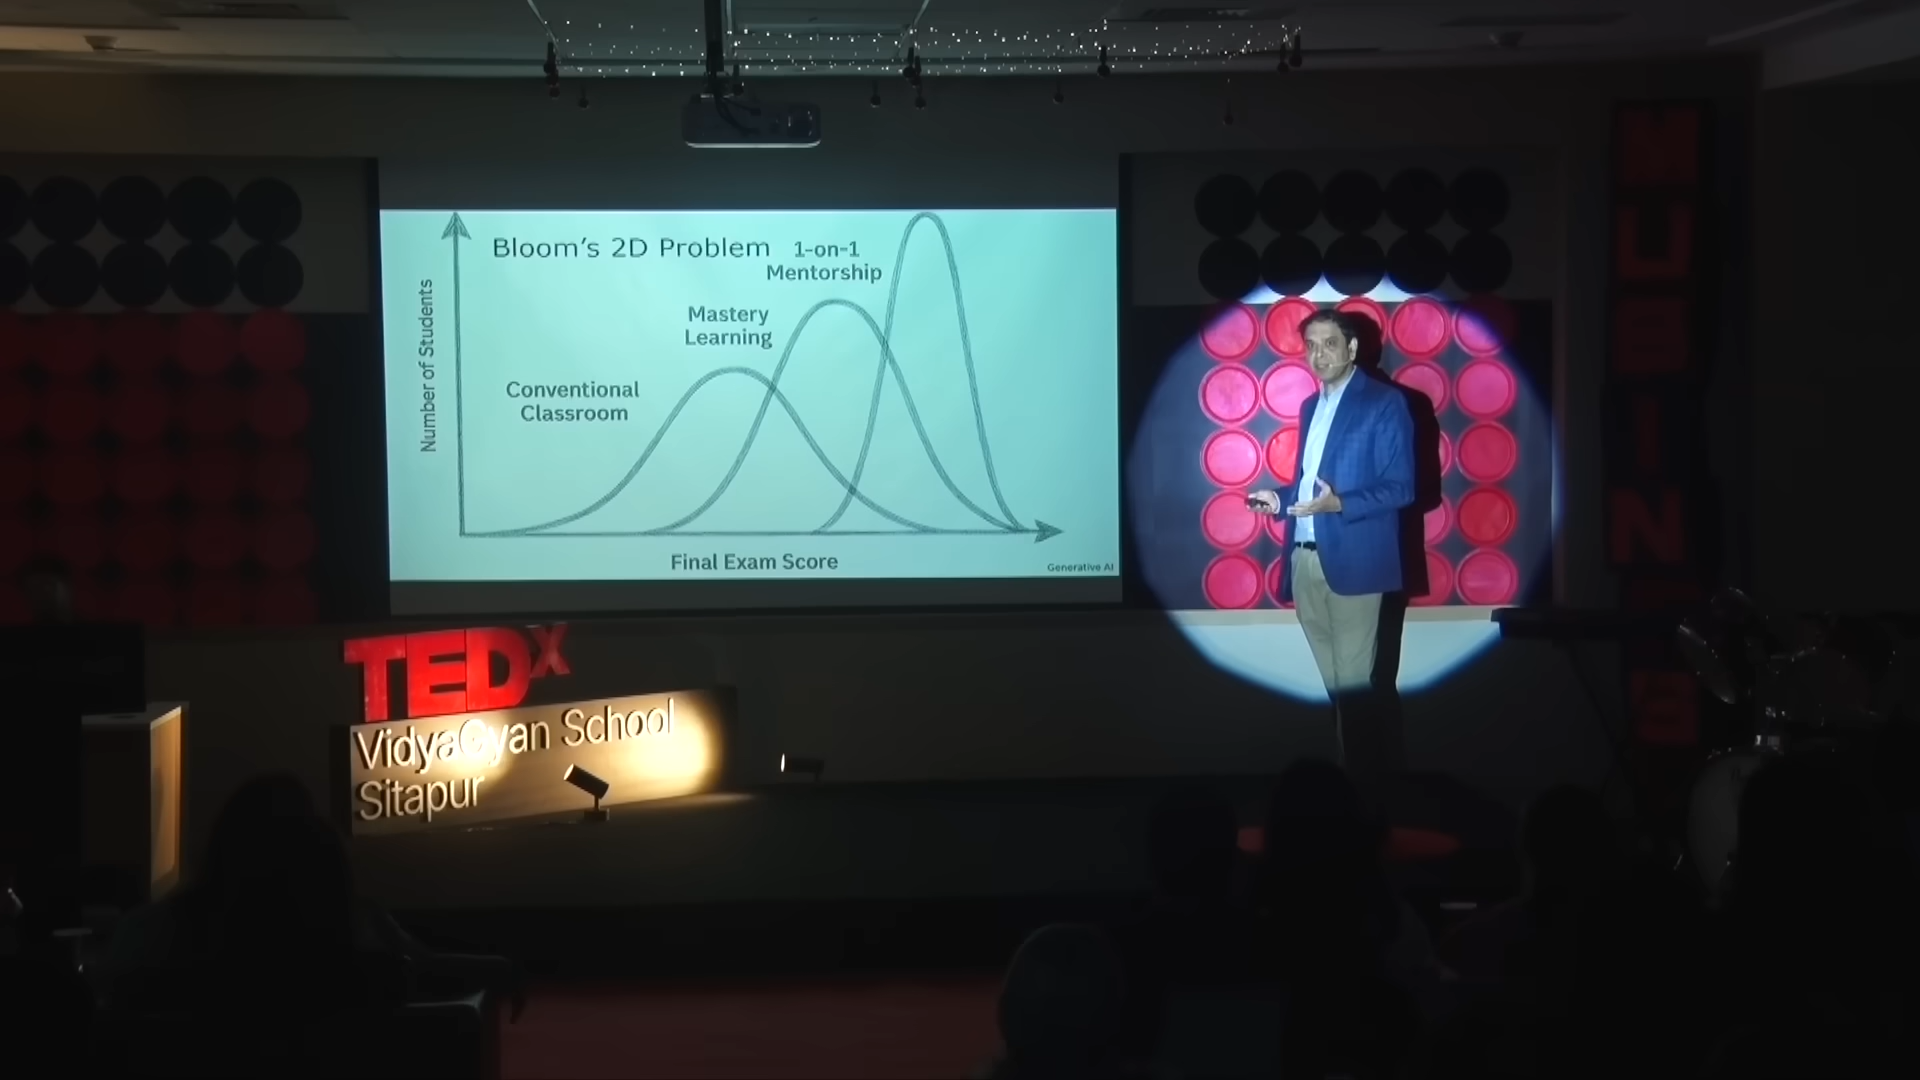 Bloom's 2D Problem
1-on-1
Mentorship
Mastery
Learning
Conventional
Classroom
Number of Students
Final Exam Score
Generative AI
TEDx
VidyaGyan School
Sitapur